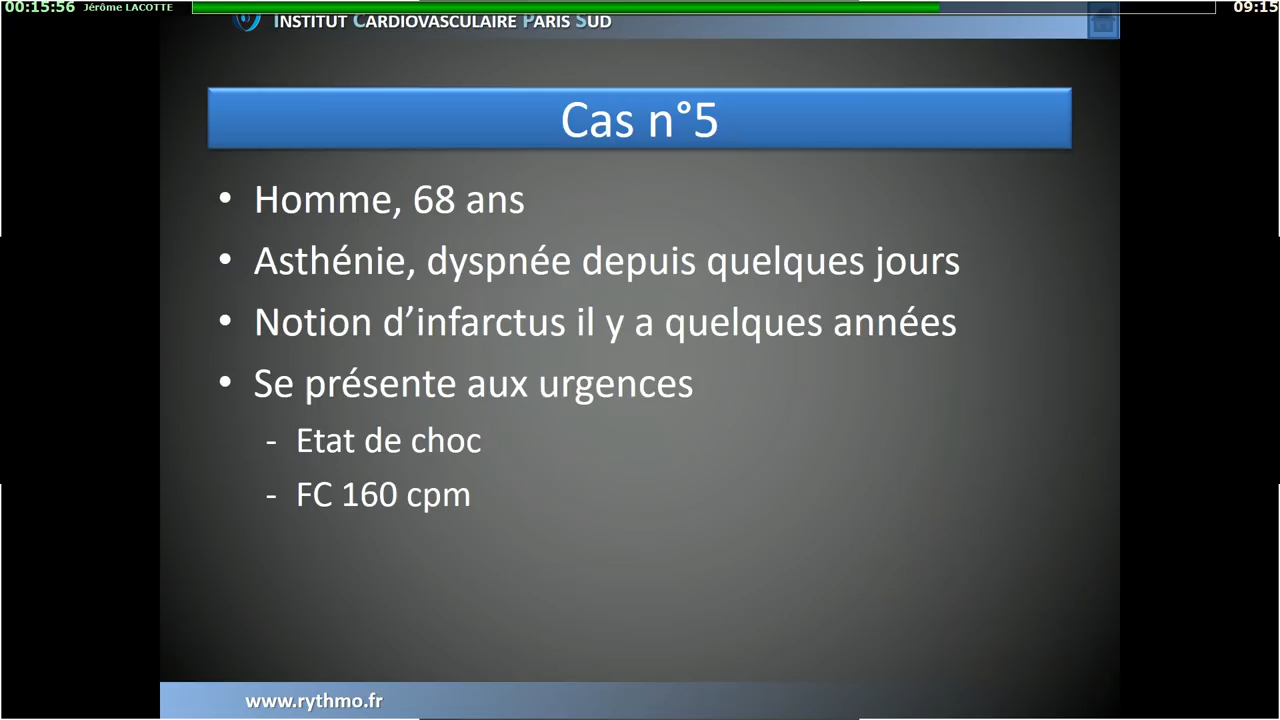 00:15:56 Jérôme LACOTTE
09:15
INSTITUT CARDIOVASCULAIRE PARIS SUD
Cas n°5
• Homme, 68 ans
• Asthénie, dyspnée depuis quelques jours
• Notion d’infarctus il y a quelques années
• Se présente aux urgences
- Etat de choc
- FC 160 cpm
www.rythmo.fr